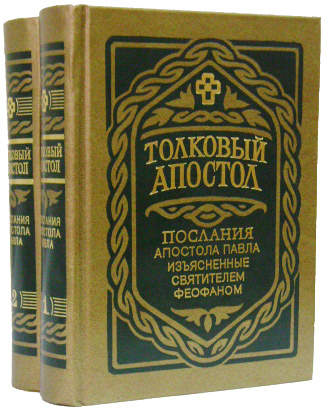 ТОЛКОВЫЙ
АПОСТОЛ
ПОСЛАНИЯ
АПОСТОЛА ПАВЛА
ИЗЪЯСНЕННЫЕ
СВЯТИТЕЛЕМ
ФЕОФАНОМ
1
2